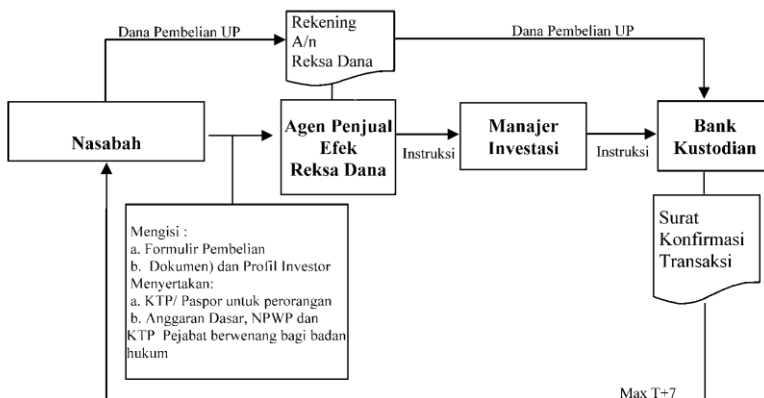 Dana Pembelian UP
Rekening
A/n
Reksa Dana
Dana Pembelian UP
Nasabah
Agen Penjual
Efek
Reksa Dana
Instruksi
Manajer
Investasi
Instruksi
Bank
Kustodian
Mengisi :
a. Formulir Pembelian
b. Dokumen) dan Profil Investor
Menyertakan:
a. KTP/ Paspor untuk perorangan
b. Anggaran Dasar, NPWP dan
KTP Pejabat berwenang bagi badan
hukum
Surat
Konfirmasi
Transaksi
Max T+7